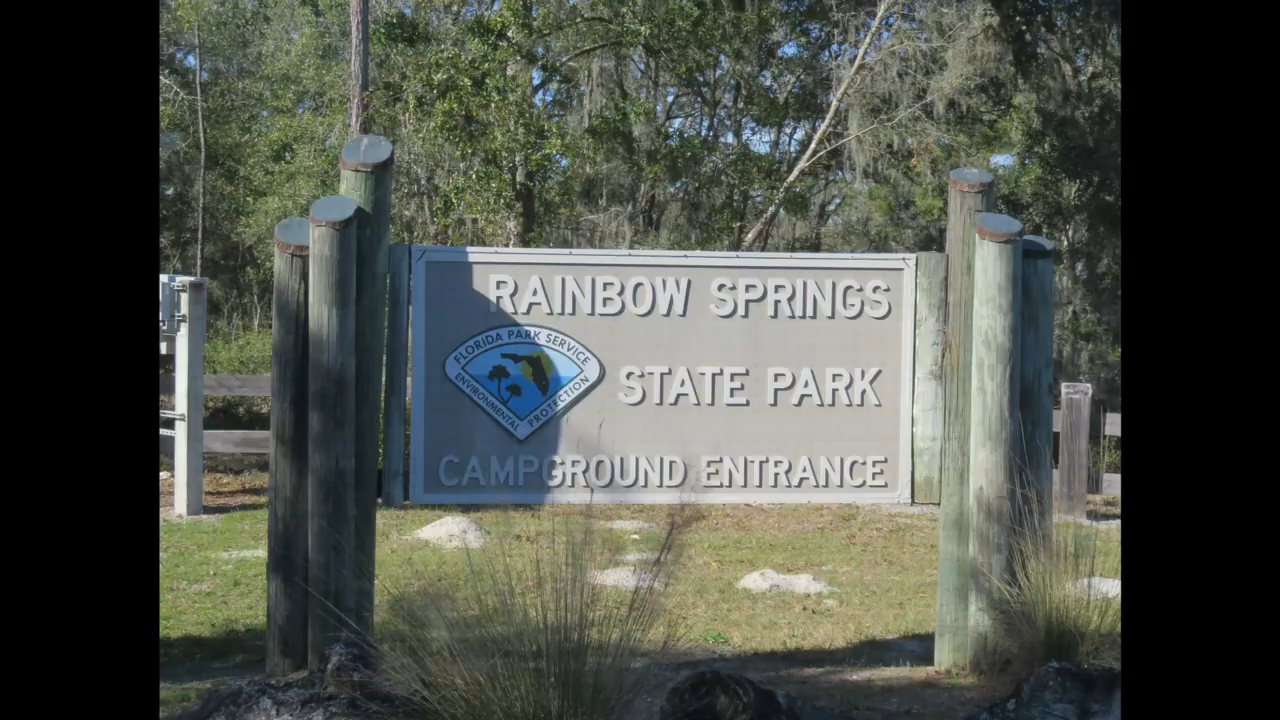 RAINBOW SPRINGS
FLORIDA PARK SERVICE
ENVIRONMENTAL PROTECTION
STATE PARK
CAMPGROUND ENTRANCE